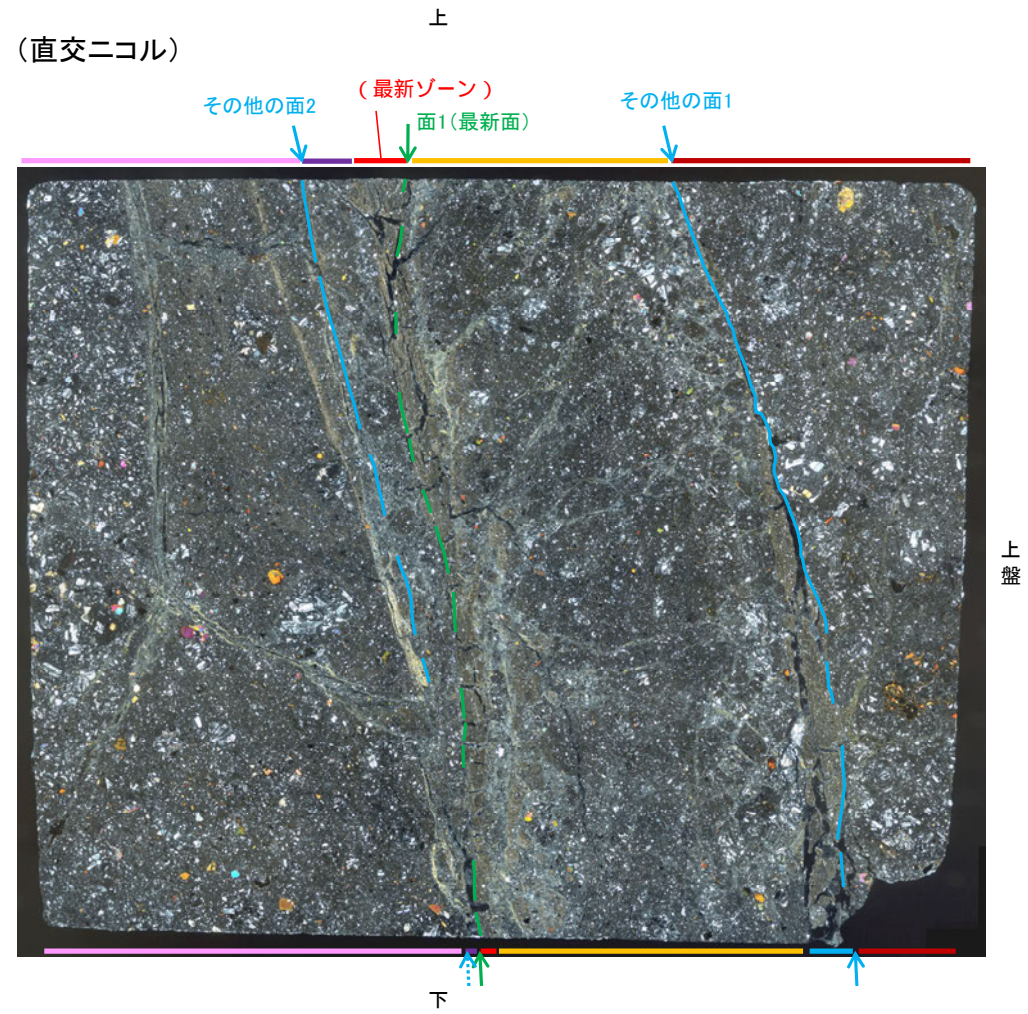 上
（直交ニコル）
（最新ゾーン）
その他の面2
その他の面1
面1（最新面）
上盤
下